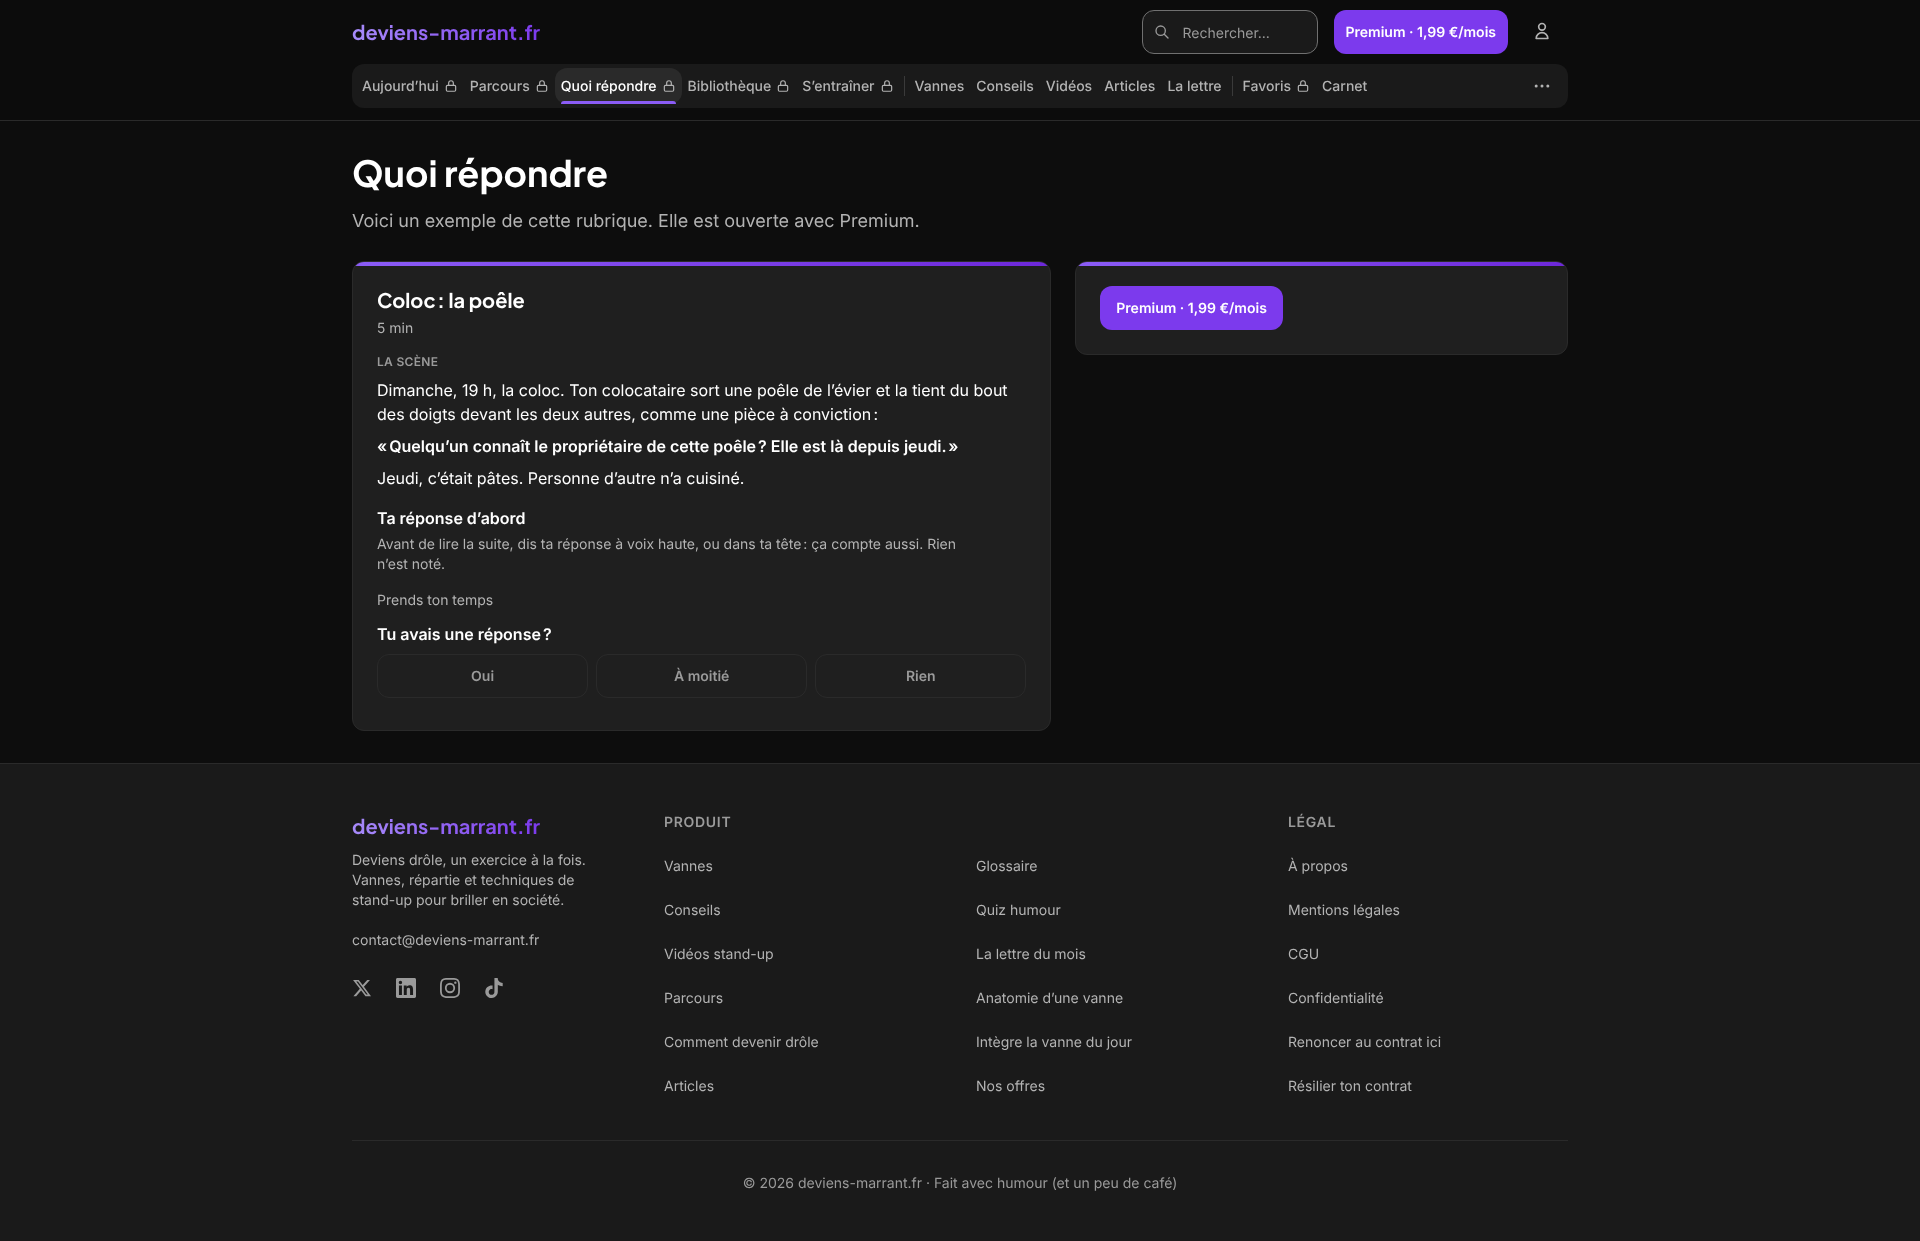 deviens-marrant.fr
Rechercher...
Premium · 1,99 €/mois
Aujourd’hui
Parcours
Quoi répondre
Bibliothèque
S’entraîner
Vannes
Conseils
Vidéos
Articles
La lettre
Favoris
Carnet
Quoi répondre
Voici un exemple de cette rubrique. Elle est ouverte avec Premium.
Coloc : la poêle
5 min
LA SCÈNE
Dimanche, 19 h, la coloc. Ton colocataire sort une poêle de l’évier et la tient du bout
des doigts devant les deux autres, comme une pièce à conviction :
« Quelqu’un connaît le propriétaire de cette poêle ? Elle est là depuis jeudi. »
Jeudi, c’était pâtes. Personne d’autre n’a cuisiné.
Ta réponse d’abord
Avant de lire la suite, dis ta réponse à voix haute, ou dans ta tête : ça compte aussi. Rien
n’est noté.
Prends ton temps
Tu avais une réponse ?
Oui
À moitié
Rien
Premium · 1,99 €/mois
deviens-marrant.fr
Deviens drôle, un exercice à la fois.
Vannes, répartie et techniques de
stand-up pour briller en société.
contact@deviens-marrant.fr
PRODUIT
Vannes
Conseils
Vidéos stand-up
Parcours
Comment devenir drôle
Articles
Glossaire
Quiz humour
La lettre du mois
Anatomie d’une vanne
Intègre la vanne du jour
Nos offres
LÉGAL
À propos
Mentions légales
CGU
Confidentialité
Renoncer au contrat ici
Résilier ton contrat
© 2026 deviens-marrant.fr · Fait avec humour (et un peu de café)